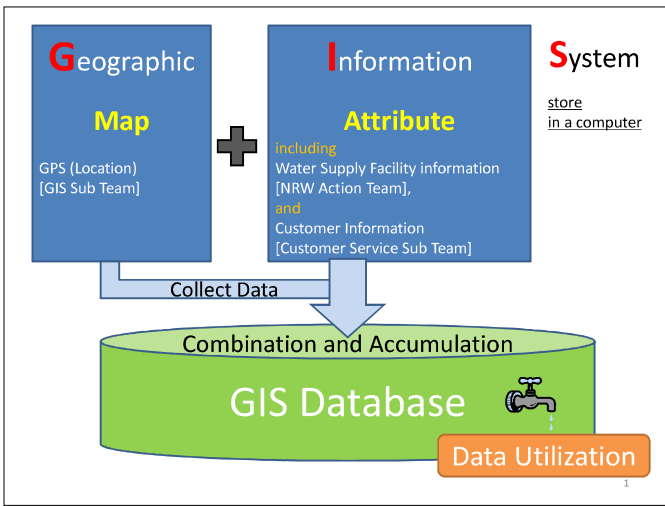 Geographic
Map
GPS (Location)
[GIS Sub Team]
Information
Attribute
including
Water Supply Facility information
[NRW Action Team],
and
Customer Information
[Customer Service Sub Team]
System
store
in a computer
Collect Data
Combination and Accumulation
GIS Database
Data Utilization
1